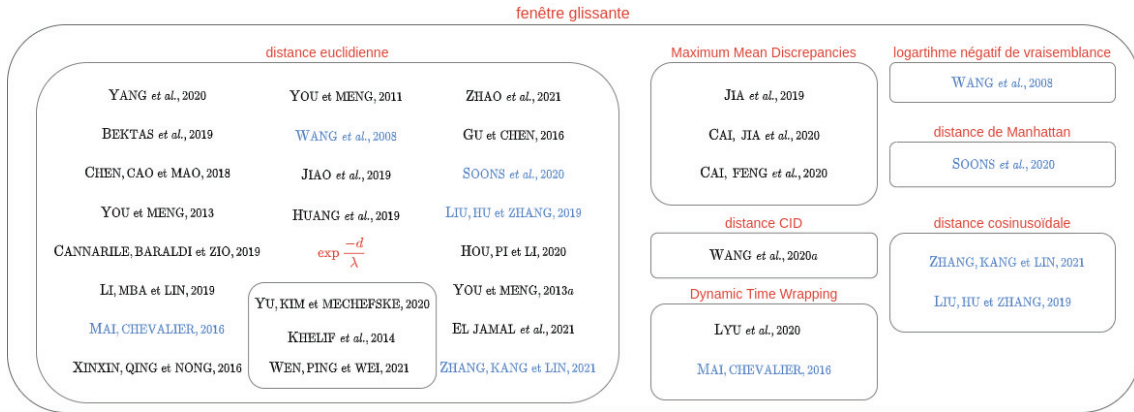 fenêtre glissante
distance euclidienne
YANG et al., 2020
YOU et MENG, 2011
ZHAO et al., 2021
BEKTAS et al., 2019
WANG et al., 2008
GU et CHEN, 2016
CHEN, CAO et MAO, 2018
JIAO et al., 2019
SOONS et al., 2020
YOU et MENG, 2013
HUANG et al., 2019
LIU, HU et ZHANG, 2019
CANNARILE, BARALDI et ZIO, 2019
exp −d/λ
HOU, PI et LI, 2020
LI, MBA et LIN, 2019
YU, KIM et MECHEFSKE, 2020
YOU et MENG, 2013a
MAI, CHEVALIER, 2016
KHELIF et al., 2014
EL JAMAL et al., 2021
XINXIN, QING et NONG, 2016
WEN, PING et WEI, 2021
ZHANG, KANG et LIN, 2021
Maximum Mean Discrepancies
JIA et al., 2019
CAI, JIA et al., 2020
CAI, FENG et al., 2020
distance CID
WANG et al., 2020a
Dynamic Time Wrapping
LYU et al., 2020
MAI, CHEVALIER, 2016
logartihme négatif de vraisemblance
WANG et al., 2008
distance de Manhattan
SOONS et al., 2020
distance cosinusoïdale
ZHANG, KANG et LIN, 2021
LIU, HU et ZHANG, 2019